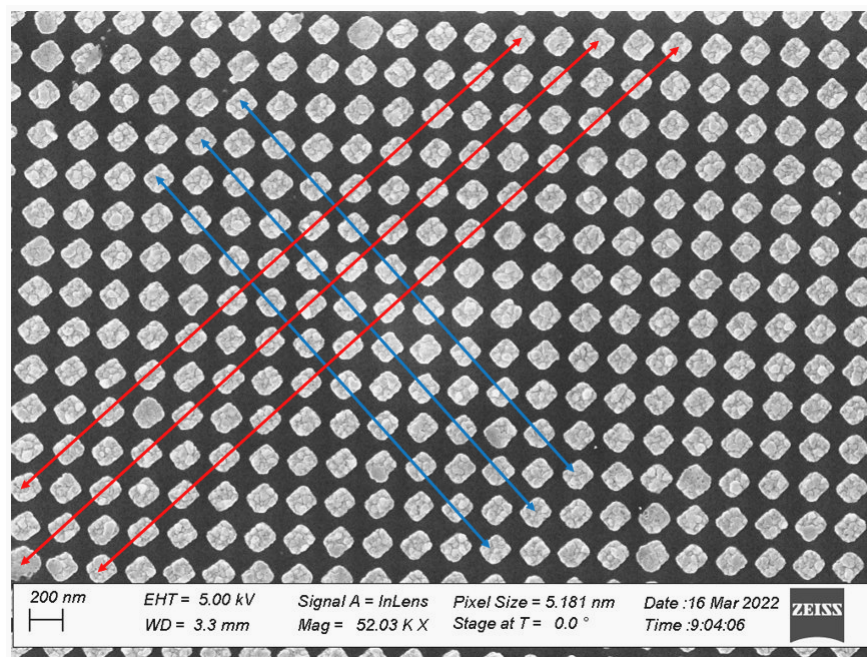 200 nm EHT = 5.00 kV Signal A = InLens Pixel Size = 5.181 nm Date :16 Mar 2022
WD = 3.3 mm Mag = 52.03 K X Stage at T = 0.0 ° Time :9:04:06
ZEISS